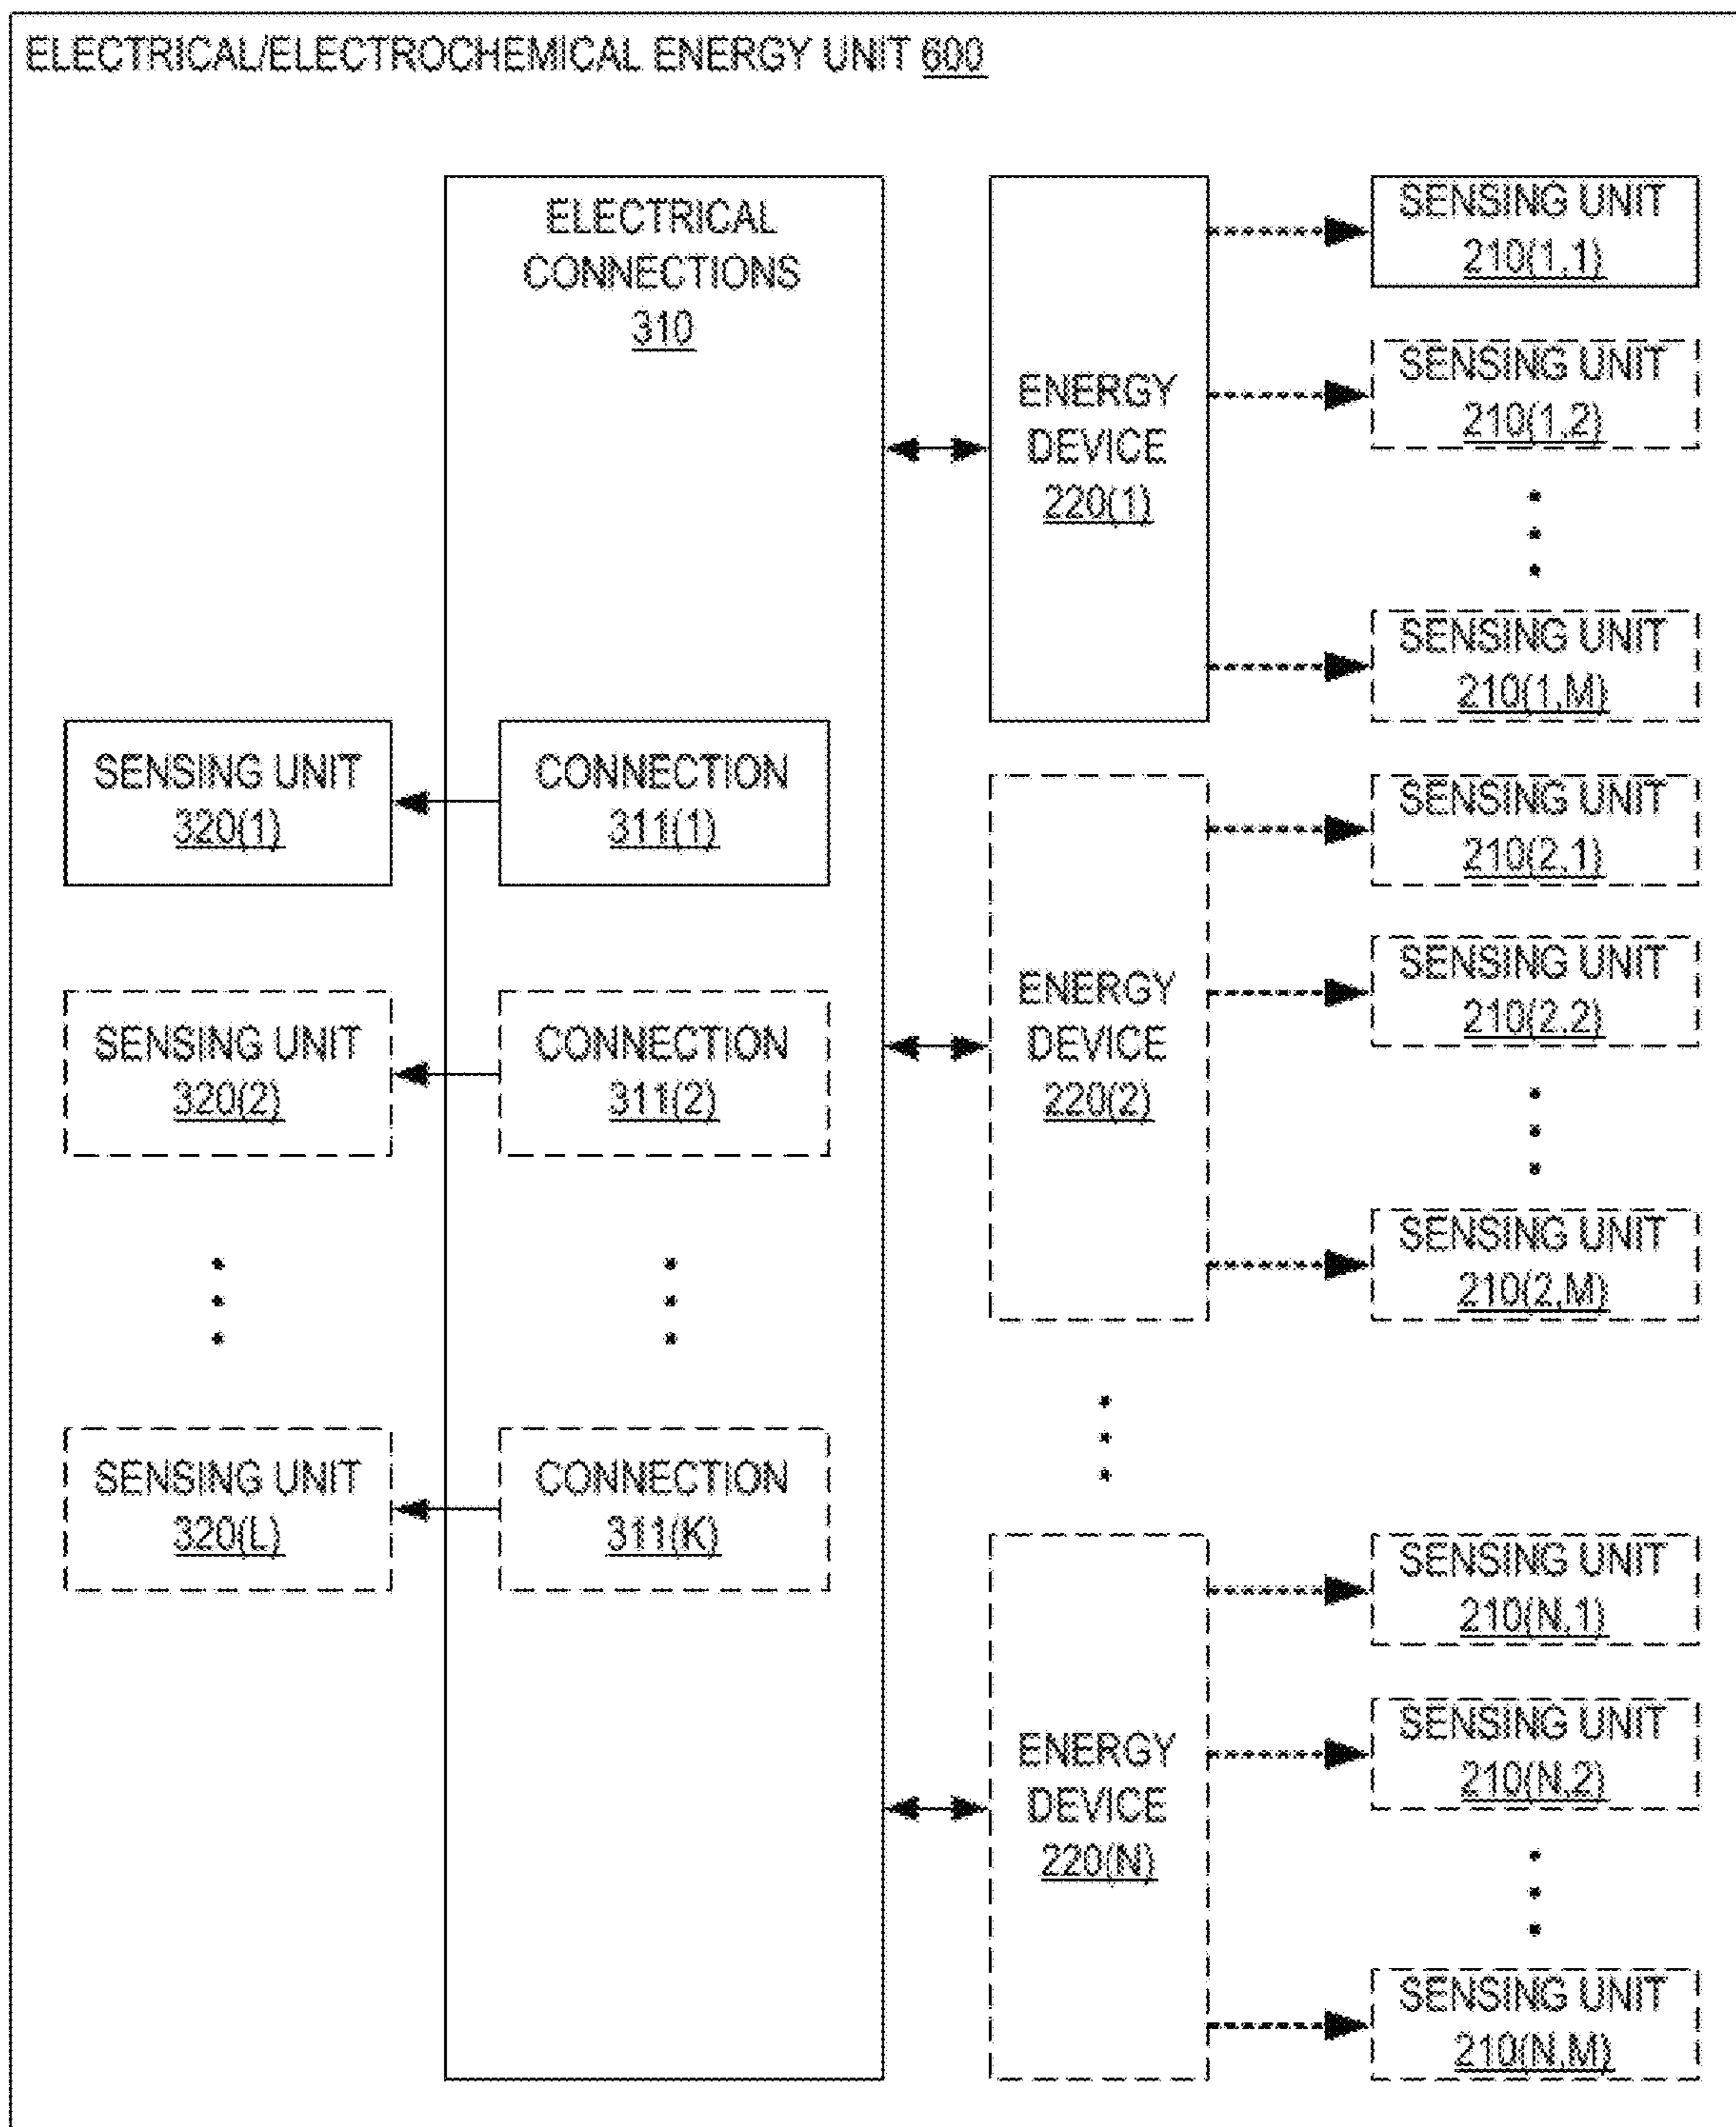 ELECTRICAL/ELECTROCHEMICAL ENERGY UNIT 600
ELECTRICAL
CONNECTIONS
310
SENSING UNIT
320(1)
CONNECTION
311(1)
SENSING UNIT
320(2)
CONNECTION
311(2)
SENSING UNIT
320(L)
CONNECTION
311(K)
ENERGY
DEVICE
220(1)
SENSING UNIT
210(1,1)
SENSING UNIT
210(1,2)
SENSING UNIT
210(1,M)
ENERGY
DEVICE
220(2)
SENSING UNIT
210(2,1)
SENSING UNIT
210(2,2)
SENSING UNIT
210(2,M)
ENERGY
DEVICE
220(N)
SENSING UNIT
210(N,1)
SENSING UNIT
210(N,2)
SENSING UNIT
210(N,M)